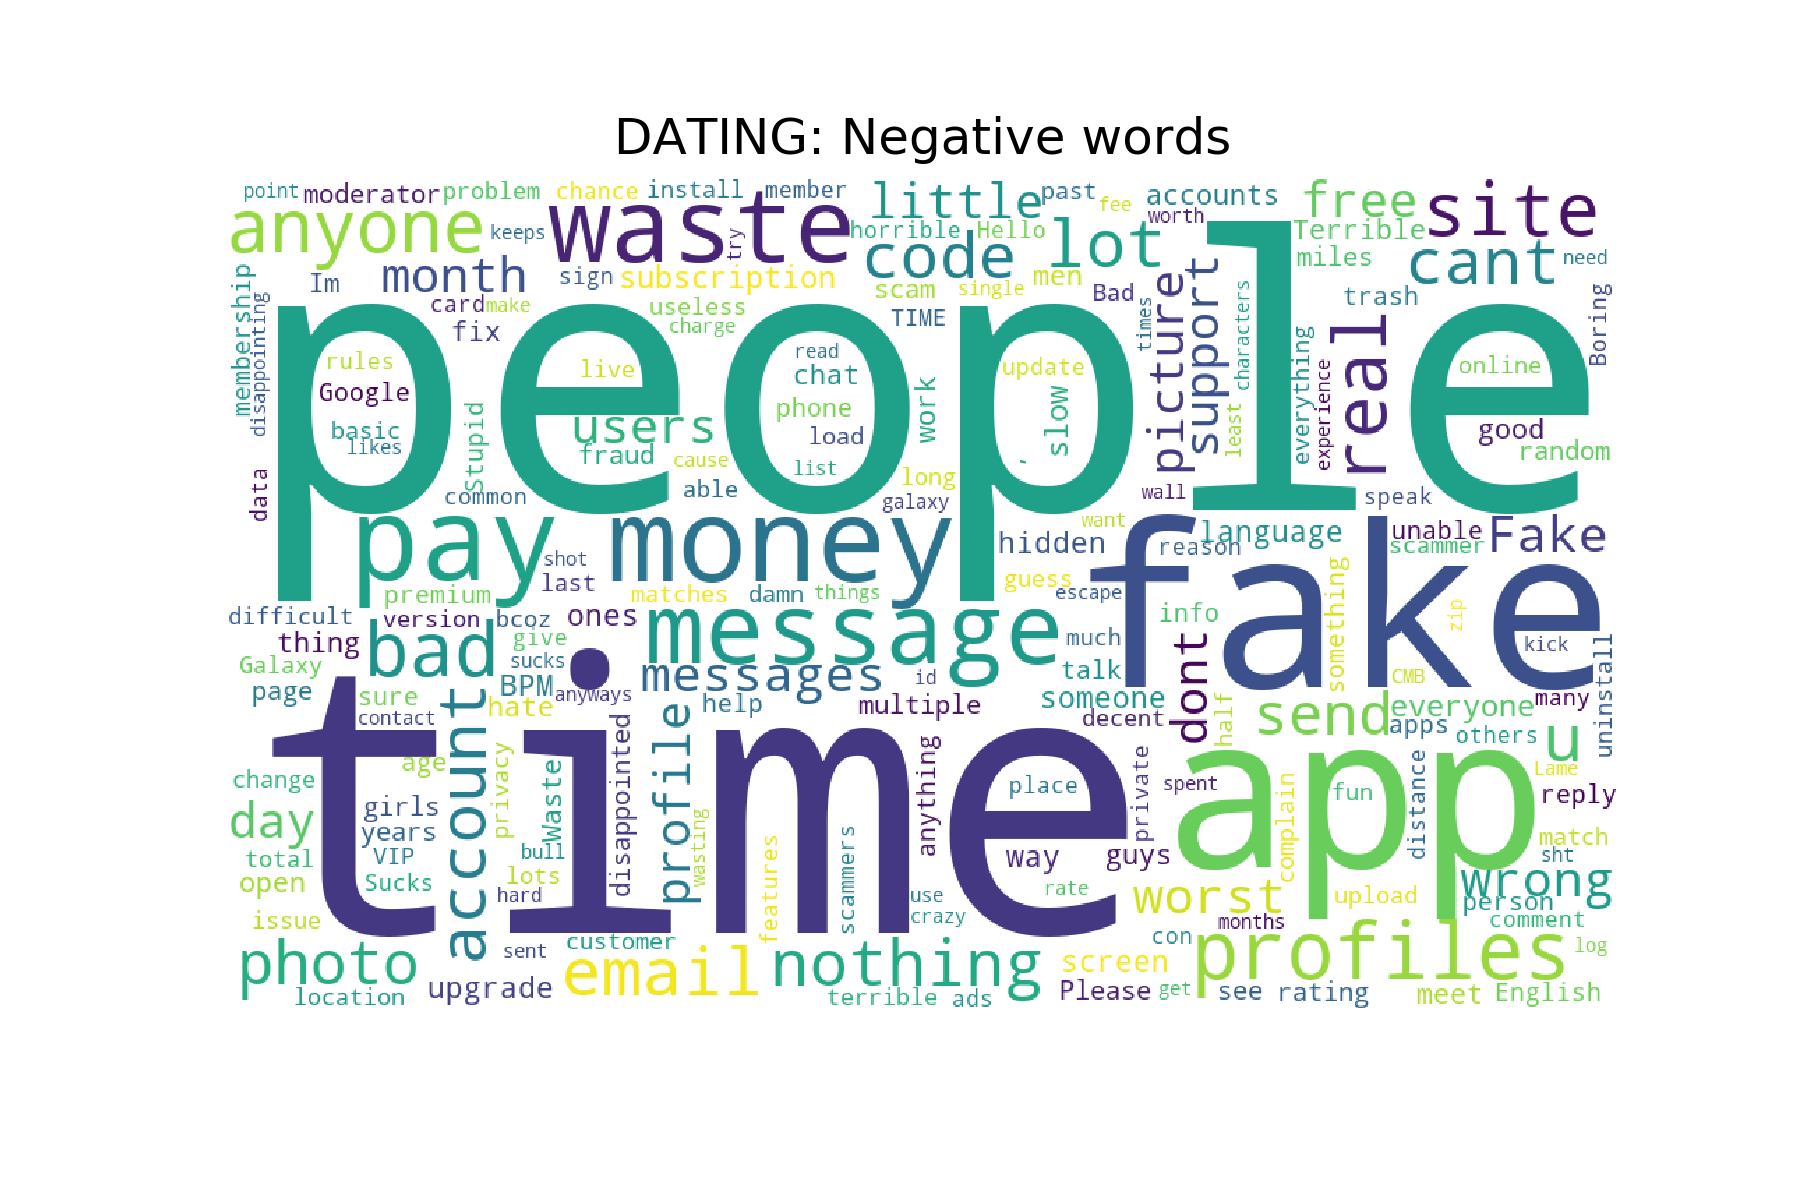 DATING: Negative words
point moderator problem chance install member little past accounts free site
anyone keeps waste try horrible Hello fee worth Terrible
code lot miles cant need
membership disappointing Im month sign subscription scam single men Bad support picture trash
card make useless charge TIME times characters Boring
fix people real
rules live read update everything experience online
Google chat
basic likes users phone work slow least good
stupid fraud load random
data common cause able list long galaxy wall speak
pay money want language unable Fake
hidden reason scammer
shot fake
last guess
premium matches damn things escape something
difficult version bcoz ones message info zip
thing bad give much dont kick uninstall
Galaxy sucks messages id talk CMB
page BPM anyways someone
sure hate help multiple send everyone many
contact account disappointed profile decent half apps u
time app others
age privacy Waste anything private distance Lame
change place spent complain fun reply
day girls
years match
total VIP bull wasting features scammers way guys sht
open Sucks lots rate wrong
hard use worst upload person
issue crazy months comment
sent customer con profiles log
photo email nothing screen
location upgrade terrible ads Please get see rating meet English